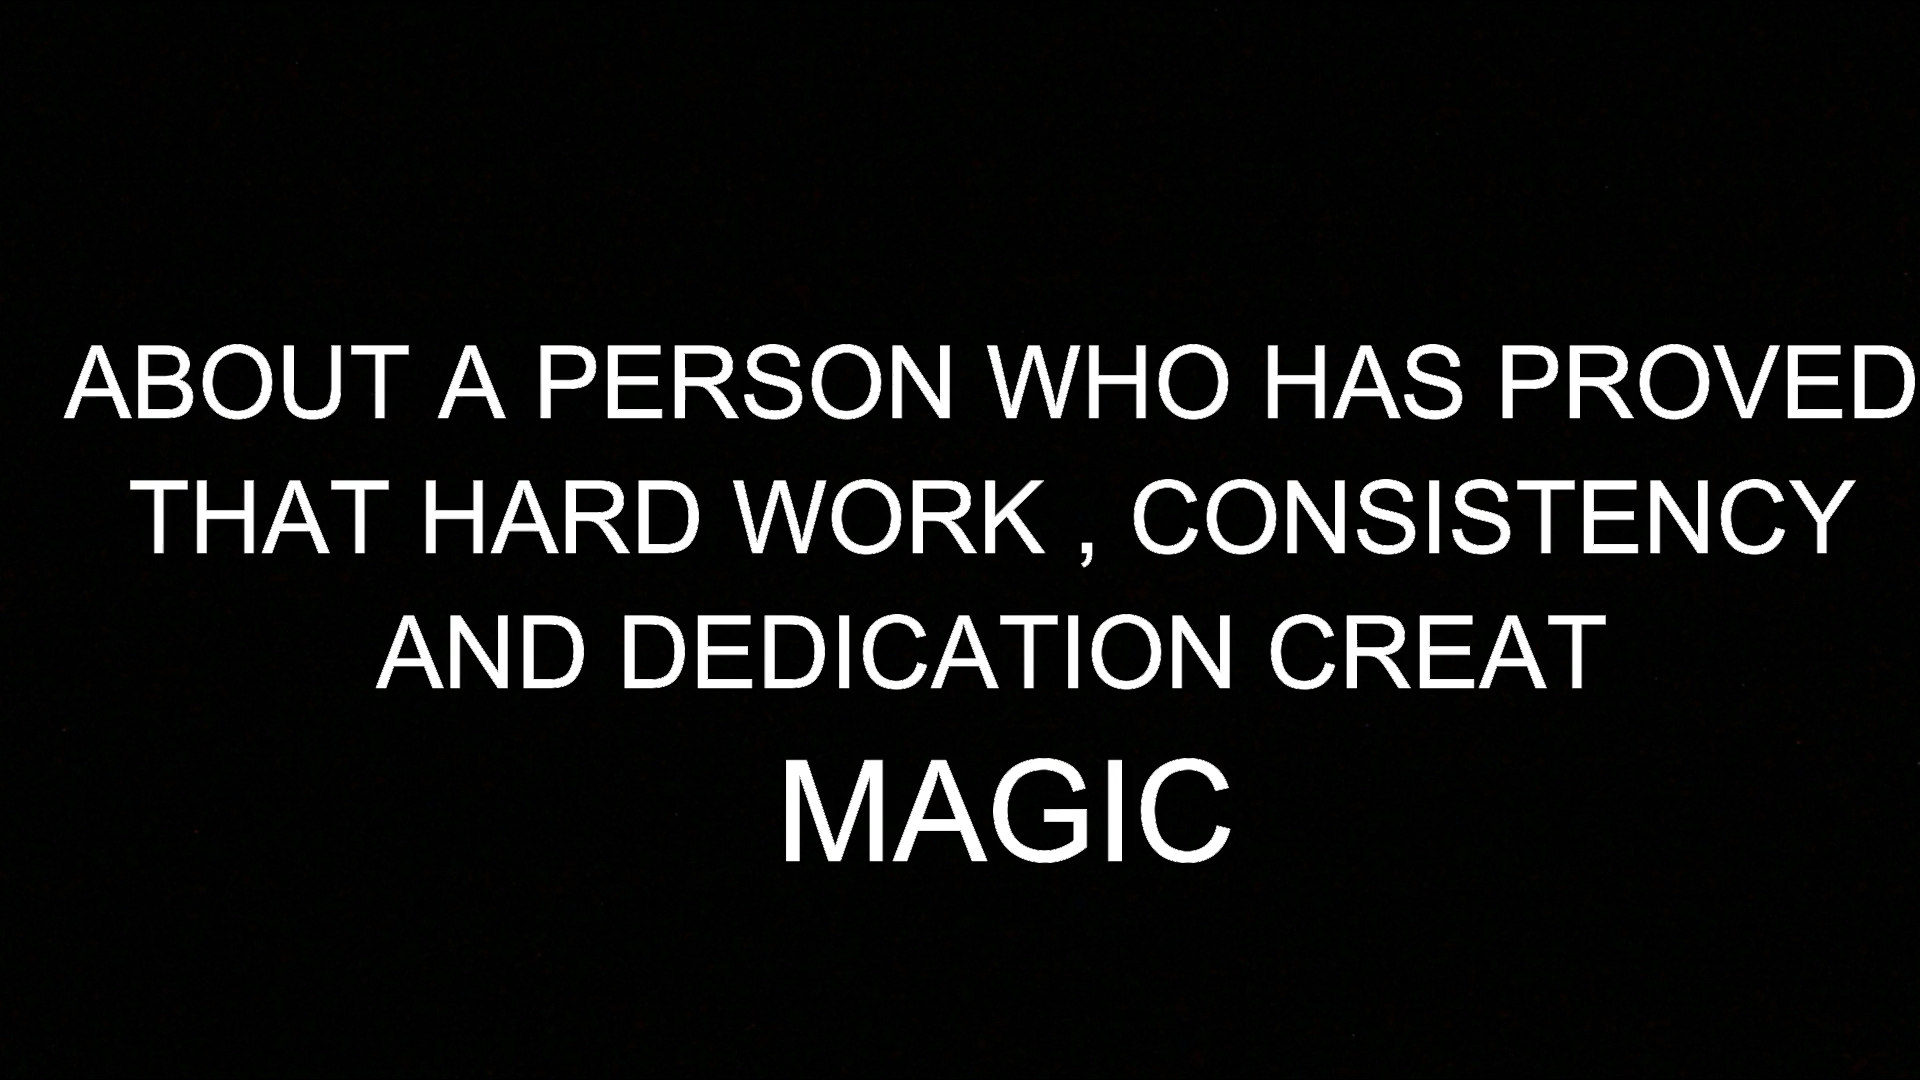 ABOUT A PERSON WHO HAS PROVED
THAT HARD WORK , CONSISTENCY
AND DEDICATION CREAT
MAGIC